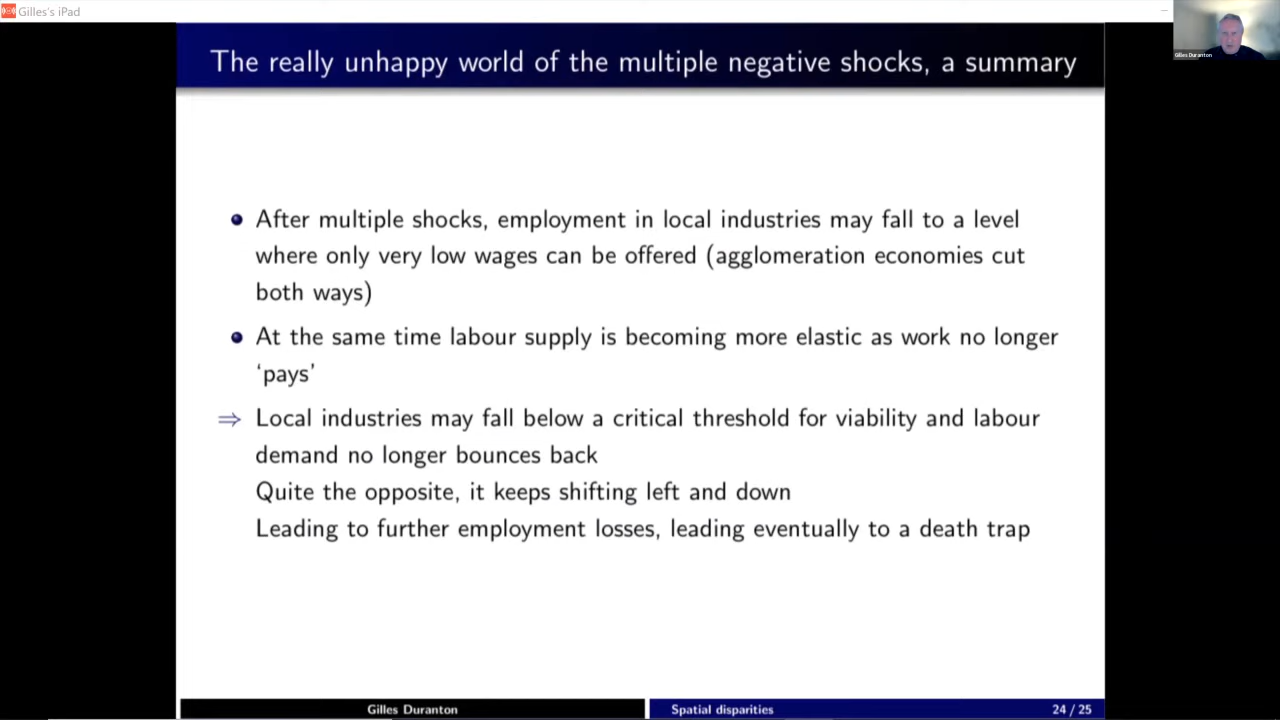 Gilles's iPad
Gilles Duranton
The really unhappy world of the multiple negative shocks, a summary
After multiple shocks, employment in local industries may fall to a level
where only very low wages can be offered (agglomeration economies cut
both ways)
At the same time labour supply is becoming more elastic as work no longer
‘pays’
⇒ Local industries may fall below a critical threshold for viability and labour
demand no longer bounces back
Quite the opposite, it keeps shifting left and down
Leading to further employment losses, leading eventually to a death trap
Gilles Duranton
Spatial disparities
24 / 25